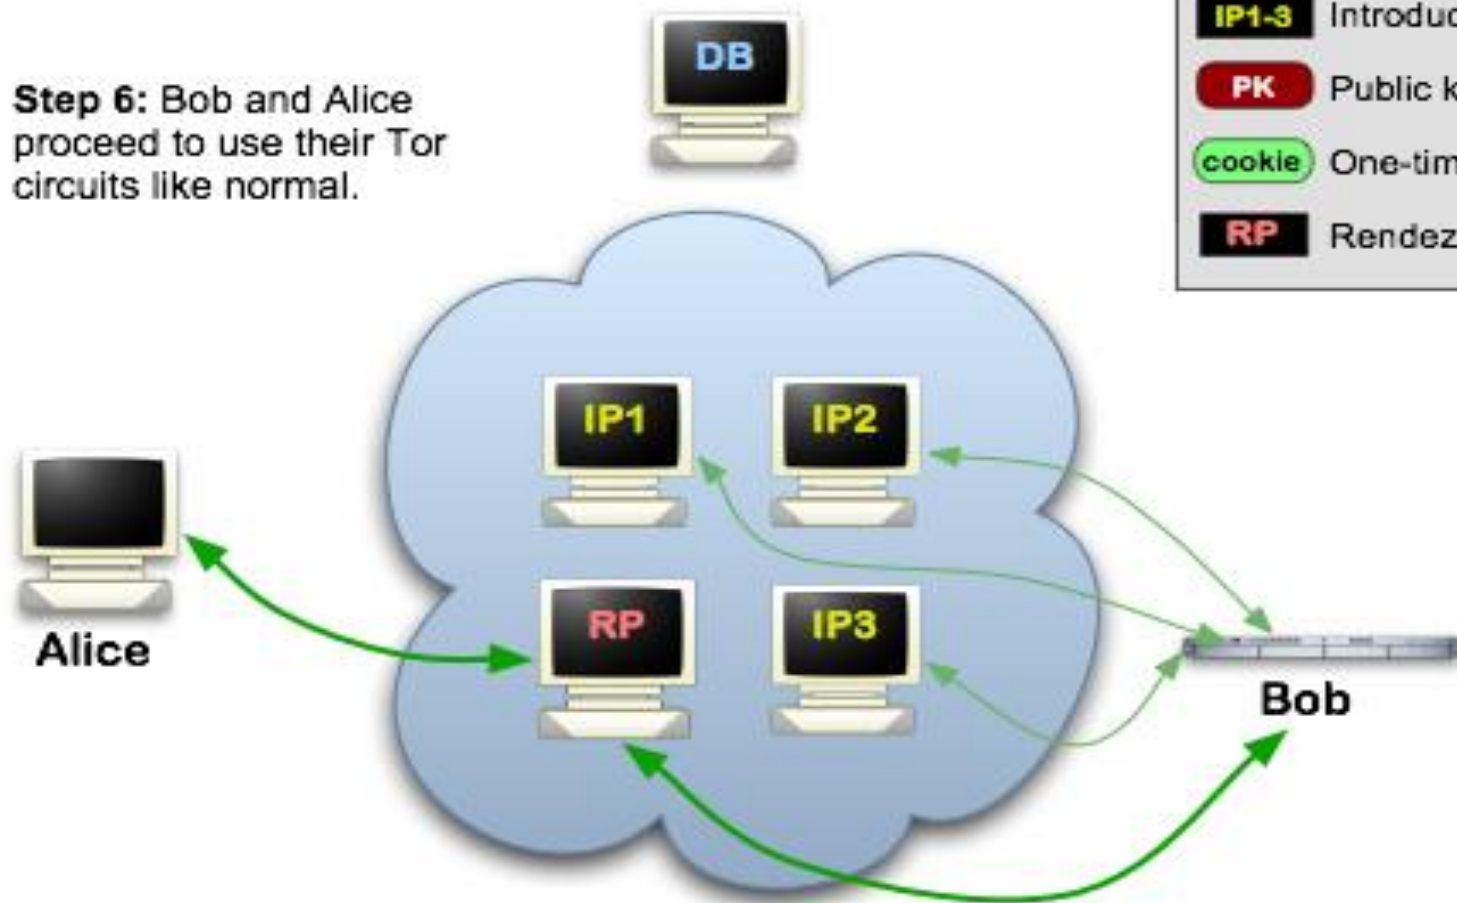 Step 6: Bob and Alice
proceed to use their Tor
circuits like normal.
DB
IP1-3
PK Public
cookie
RP
IP1
IP2
RP
IP3
Alice
Bob